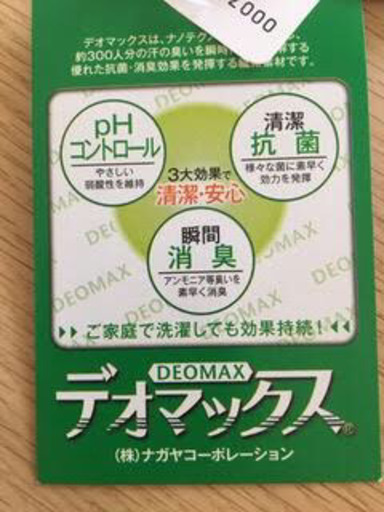 2000
デオマックスは、ナノテク
約300人分の汗の臭いを瞬時
優れた抗菌・消臭効果を発揮する 素材です。
pH
コントロール
やさしい
弱酸性を維持
清潔
抗菌
様々な菌に素早く
効力を発揮
3大効果で
清潔・安心
瞬間
消臭
アンモニア等臭いを
素早く消臭
DEOMAX
DEOMAX
DEOMAX
DEOMAX
▶▶ ご家庭で洗濯しても効果持続! ◀◀
DEOMAX
デオマックス®
(株)ナガヤコーポレーション